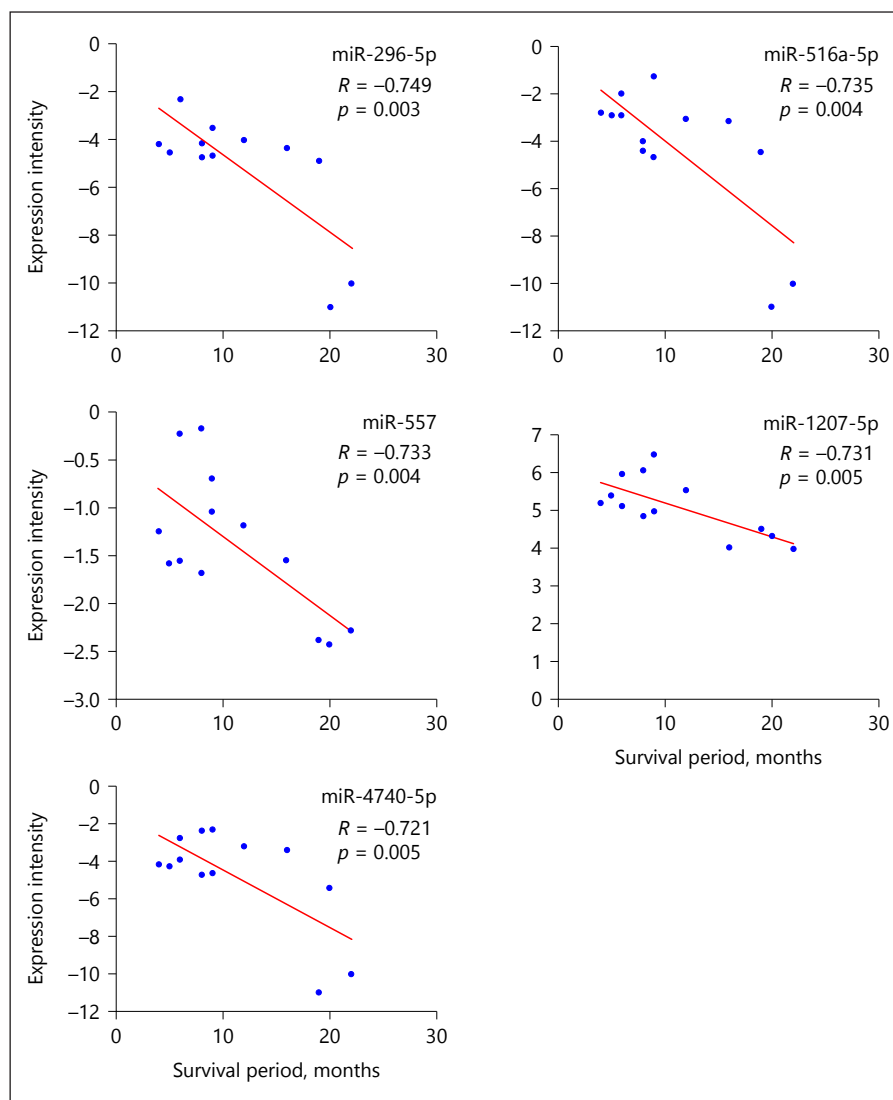 miR-296-5p
R = –0.749
p = 0.003
Expression intensity
0
–2
–4
–6
–8
–10
–12
0 10 20 30
miR-516a-5p
R = –0.735
p = 0.004
0
–2
–4
–6
–8
–10
–12
0 10 20 30
miR-557
R = –0.733
p = 0.004
Expression intensity
0
–0.5
–1.0
–1.5
–2.0
–2.5
–3.0
0 10 20 30
miR-1207-5p
R = –0.731
p = 0.005
7
6
5
4
3
2
1
0
0 10 20 30
Survival period, months
miR-4740-5p
R = –0.721
p = 0.005
Expression intensity
0
–2
–4
–6
–8
–10
–12
0 10 20 30
Survival period, months